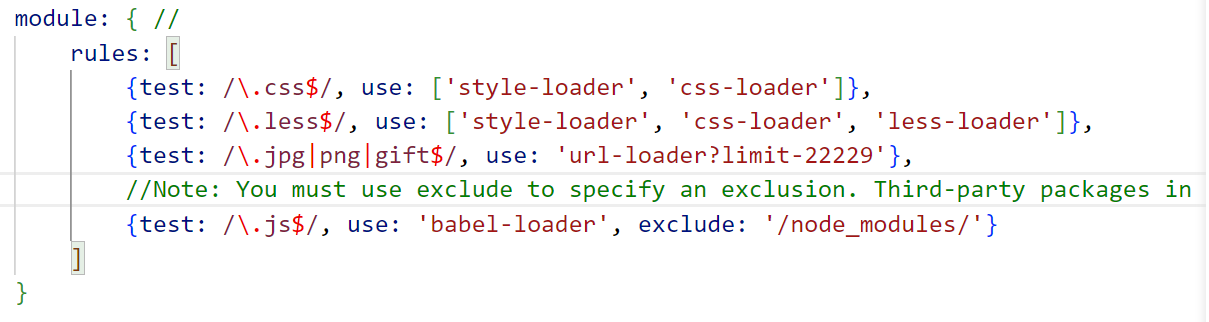 module: { //
rules: [
{test: /\.css$/, use: ['style-loader', 'css-loader']},
{test: /\.less$/, use: ['style-loader', 'css-loader', 'less-loader']},
{test: /\.jpg|png|gift$/, use: 'url-loader?limit-22229'},
//Note: You must use exclude to specify an exclusion. Third-party packages in
{test: /\.js$/, use: 'babel-loader', exclude: '/node_modules/'}
]
}